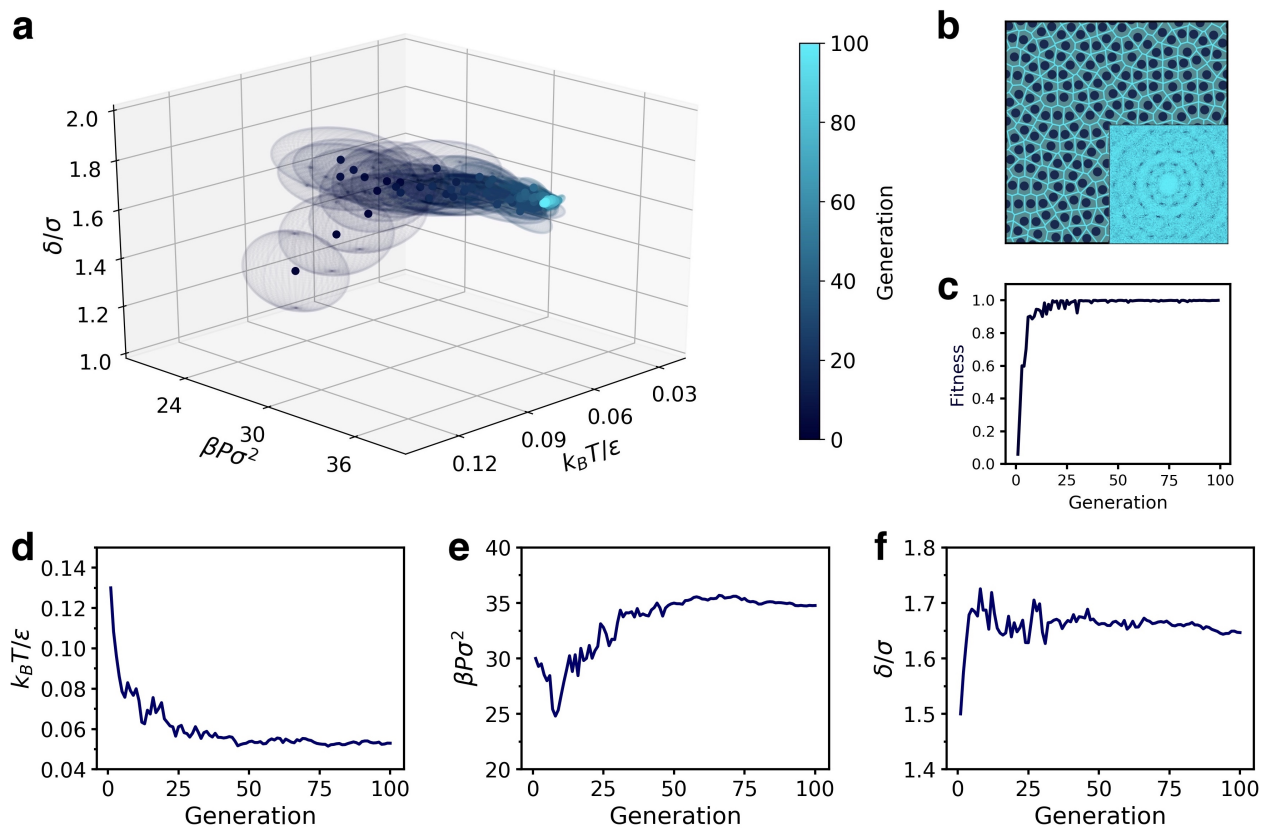 a
2.0
1.8
1.6
1.4
1.2
1.0
δ/σ
24
30
36
βPσ²
0.12
0.09
0.06
0.03
k_BT/ε
100
80
60
40
20
0
Generation
b
c
1.0
0.8
0.6
0.4
0.2
0.0
Fitness
0 25 50 75 100
Generation
d
0.14
0.12
0.10
0.08
0.06
0.04
k_BT/ε
0 25 50 75 100
Generation
e
40
35
30
25
20
βPσ²
0 25 50 75 100
Generation
f
1.8
1.7
1.6
1.5
1.4
δ/σ
0 25 50 75 100
Generation